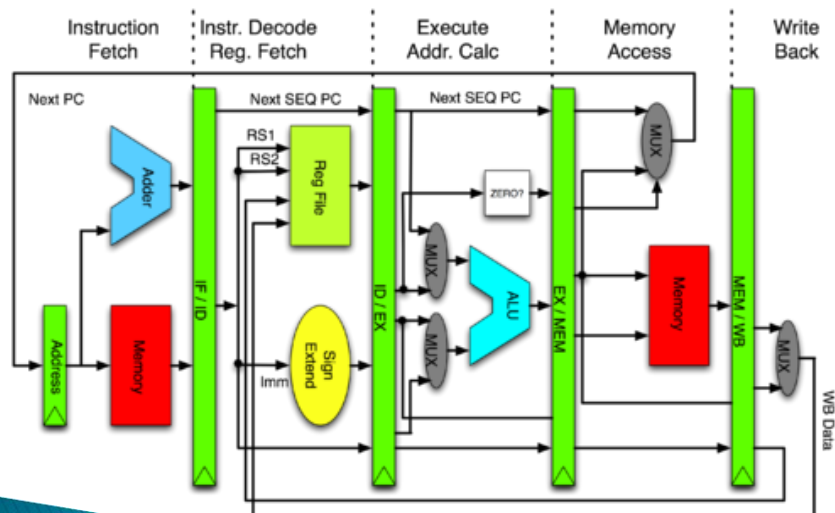 Instruction
Fetch
Instr. Decode
Reg. Fetch
Execute
Addr. Calc
Memory
Access
Write
Back
Next PC
Next SEQ PC
Next SEQ PC
RS1
RS2
Adder
Reg File
MUX
ZERO?
MUX
IF / ID
ID / EX
ALU
EX / MEM
Memory
MEM / WB
Address
Memory
Sign
Extend
Imm
MUX
MUX
WB Data